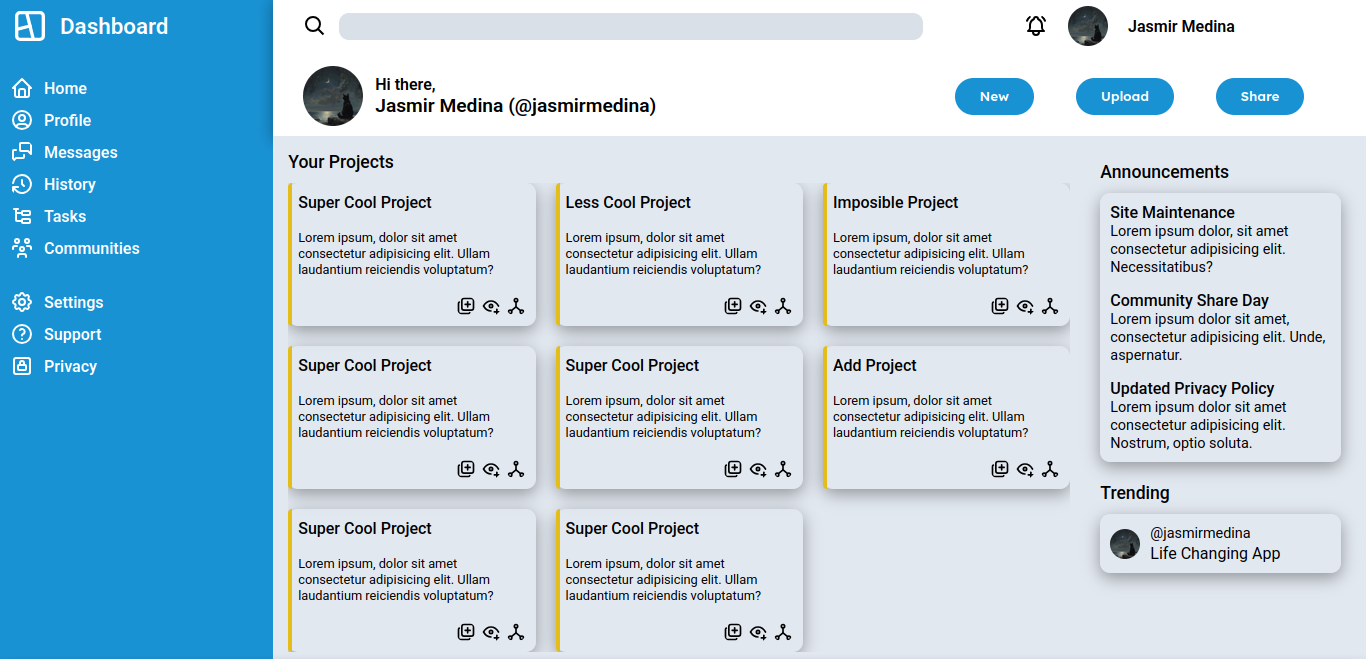 Dashboard
Home
Profile
Messages
History
Tasks
Communities
Settings
Support
Privacy
Jasmir Medina
Hi there,
Jasmir Medina (@jasmirmedina)
New
Upload
Share
Your Projects
Super Cool Project
Lorem ipsum, dolor sit amet
consectetur adipisicing elit. Ullam
laudantium reiciendis voluptatum?
Less Cool Project
Lorem ipsum, dolor sit amet
consectetur adipisicing elit. Ullam
laudantium reiciendis voluptatum?
Imposible Project
Lorem ipsum, dolor sit amet
consectetur adipisicing elit. Ullam
laudantium reiciendis voluptatum?
Super Cool Project
Lorem ipsum, dolor sit amet
consectetur adipisicing elit. Ullam
laudantium reiciendis voluptatum?
Super Cool Project
Lorem ipsum, dolor sit amet
consectetur adipisicing elit. Ullam
laudantium reiciendis voluptatum?
Add Project
Lorem ipsum, dolor sit amet
consectetur adipisicing elit. Ullam
laudantium reiciendis voluptatum?
Super Cool Project
Lorem ipsum, dolor sit amet
consectetur adipisicing elit. Ullam
laudantium reiciendis voluptatum?
Super Cool Project
Lorem ipsum, dolor sit amet
consectetur adipisicing elit. Ullam
laudantium reiciendis voluptatum?
Announcements
Site Maintenance
Lorem ipsum dolor, sit amet
consectetur adipisicing elit.
Necessitatibus?
Community Share Day
Lorem ipsum dolor sit amet,
consectetur adipisicing elit. Unde,
aspernatur.
Updated Privacy Policy
Lorem ipsum dolor sit amet
consectetur adipisicing elit.
Nostrum, optio soluta.
Trending
@jasmirmedina
Life Changing App